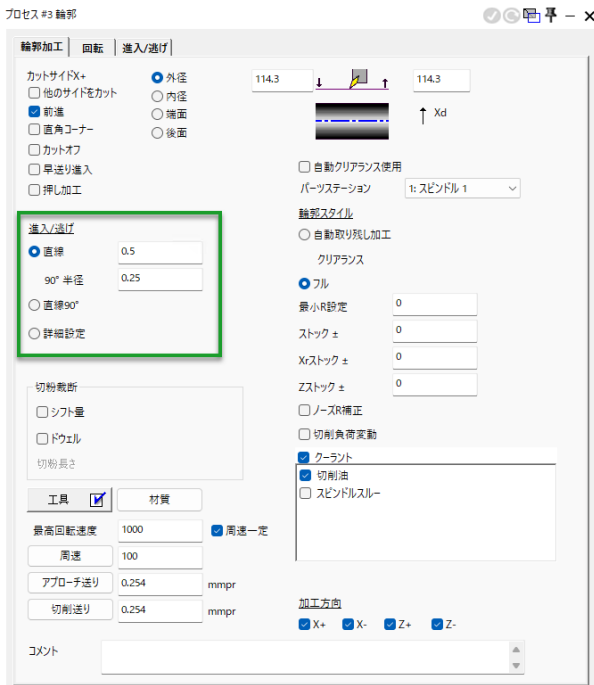 プロセス #3 輪郭
輪郭加工 回転 進入/逃げ
カットサイドX+
他のサイドをカット
前進
直角コーナー
カットオフ
早送り進入
押し加工
外径
内径
端面
後面
114.3
114.3
Xd
自動クリアランス使用
パーツステーション 1: スピンドル 1
輪郭スタイル
自動取り残し加工
クリアランス
フル
最小R設定 0
ストック ± 0
Xrストック ± 0
Zストック ± 0
ノーズR補正
切削負荷変動
クーラント
切削油
スピンドルスルー
進入/逃げ
直線 0.5
90° 半径 0.25
直線90°
詳細設定
切粉裁断
シフト量
ドウェル
切粉長さ
工具 材質
最高回転速度 1000 周速一定
周速 100
アプローチ送り 0.254 mmpr
切削送り 0.254 mmpr
加工方向
X+ X- Z+ Z-
コメント